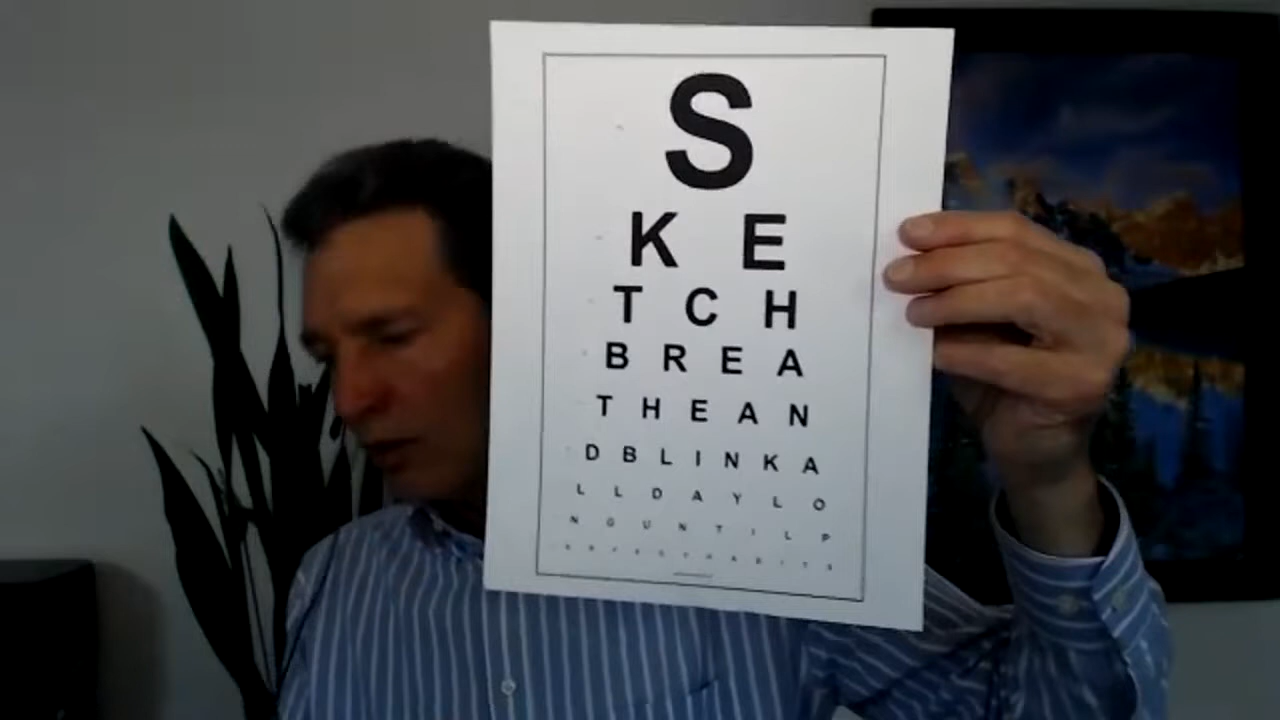 S
K E
T C H
B R E A
T H E A N
D B L I N K A
L L D A Y L O
N G U N T I L P